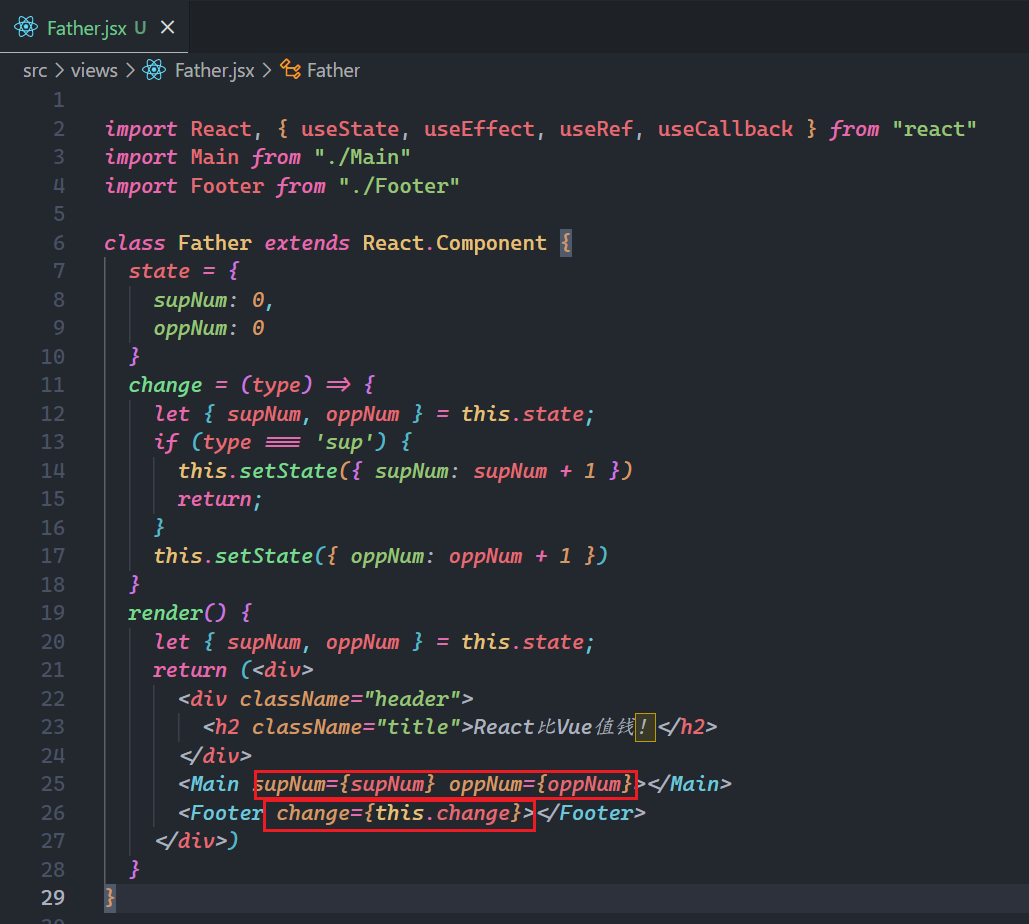 Father.jsx U ×
src > views > Father.jsx > Father
1
2 import React, { useState, useEffect, useRef, useCallback } from "react"
3 import Main from "./Main"
4 import Footer from "./Footer"
5
6 class Father extends React.Component {
7 state = {
8 supNum: 0,
9 oppNum: 0
10 }
11 change = (type) => {
12 let { supNum, oppNum } = this.state;
13 if (type === 'sup') {
14 this.setState({ supNum: supNum + 1 })
15 return;
16 }
17 this.setState({ oppNum: oppNum + 1 })
18 }
19 render() {
20 let { supNum, oppNum } = this.state;
21 return (<div>
22 <div className="header">
23 <h2 className="title">React比Vue值钱！</h2>
24 </div>
25 <Main supNum={supNum} oppNum={oppNum}></Main>
26 <Footer change={this.change}></Footer>
27 </div>)
28 }
29 }